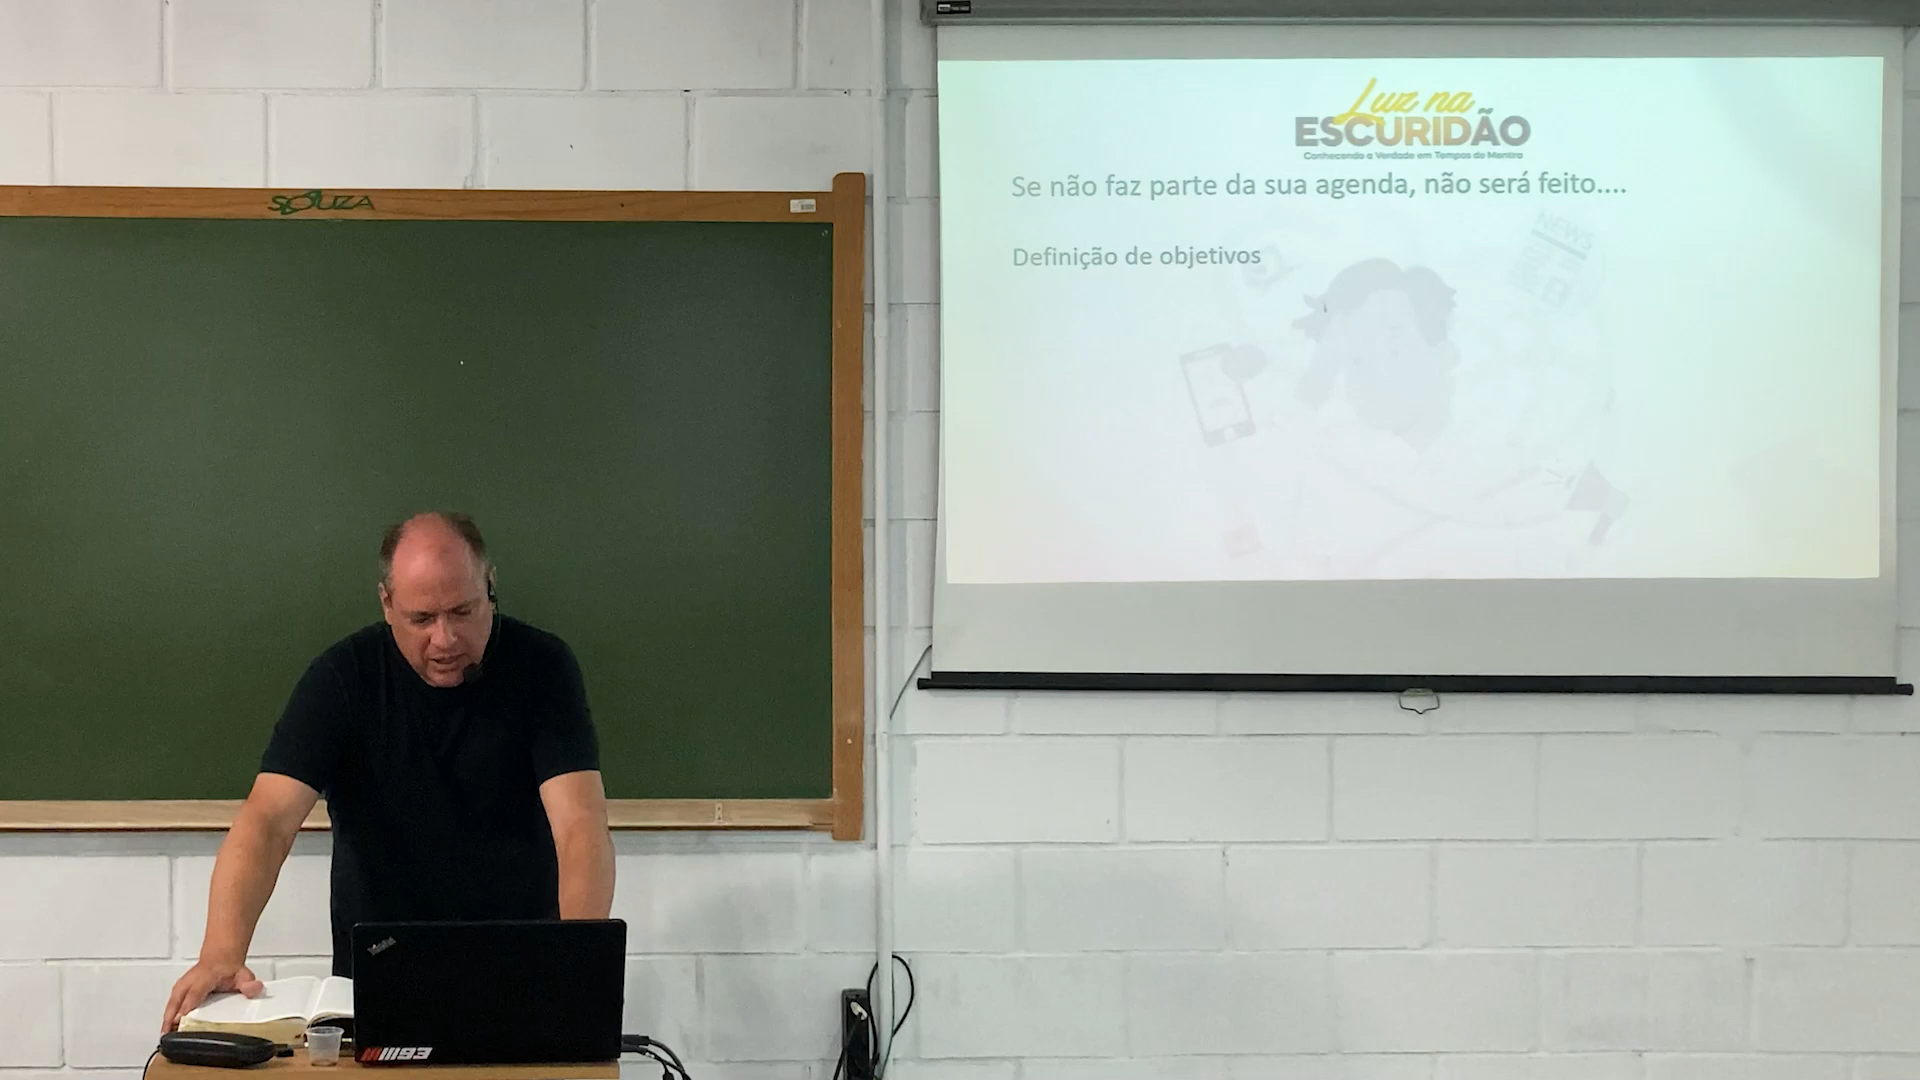 SOUZA
Luz na
ESCURIDÃO
Conhecendo a Verdade em Tempos de Mentira
Se não faz parte da sua agenda, não será feito....
Definição de objetivos
NEWS